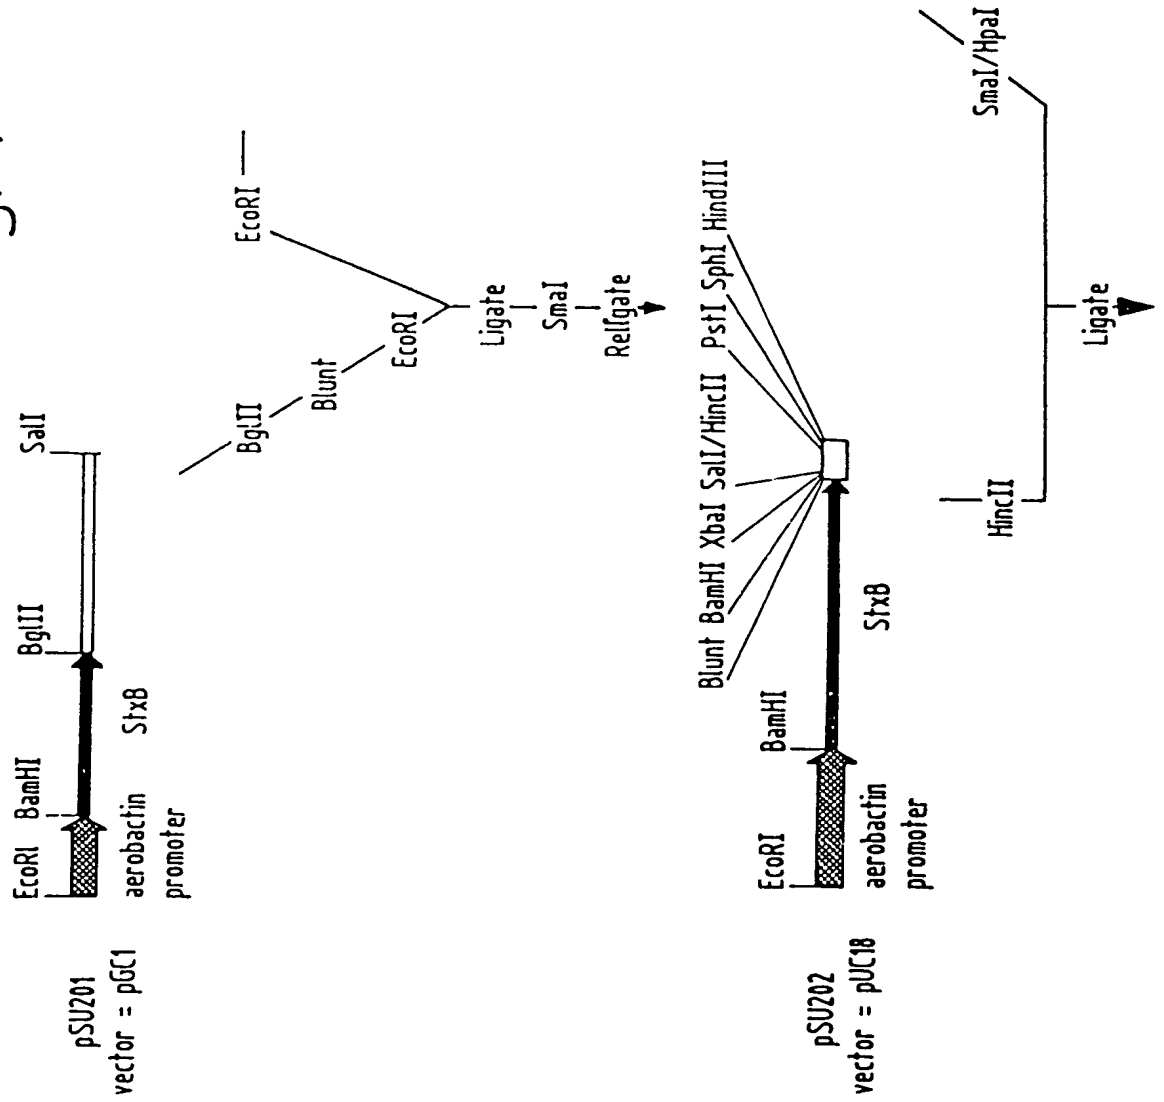 EcoRI BamHI BglII SalI
pSU201
vector = pGC1
aerobactin
promoter
StxB
BglII
Blunt
EcoRI
EcoRI
Ligate
SmaI
Religate
Blunt BamHI XbaI SalI/HincII PstI SphI HindIII
EcoRI BamHI
pSU202
vector = pUC18
aerobactin
promoter
StxB
HincII
SmaI/HpaI
Ligate